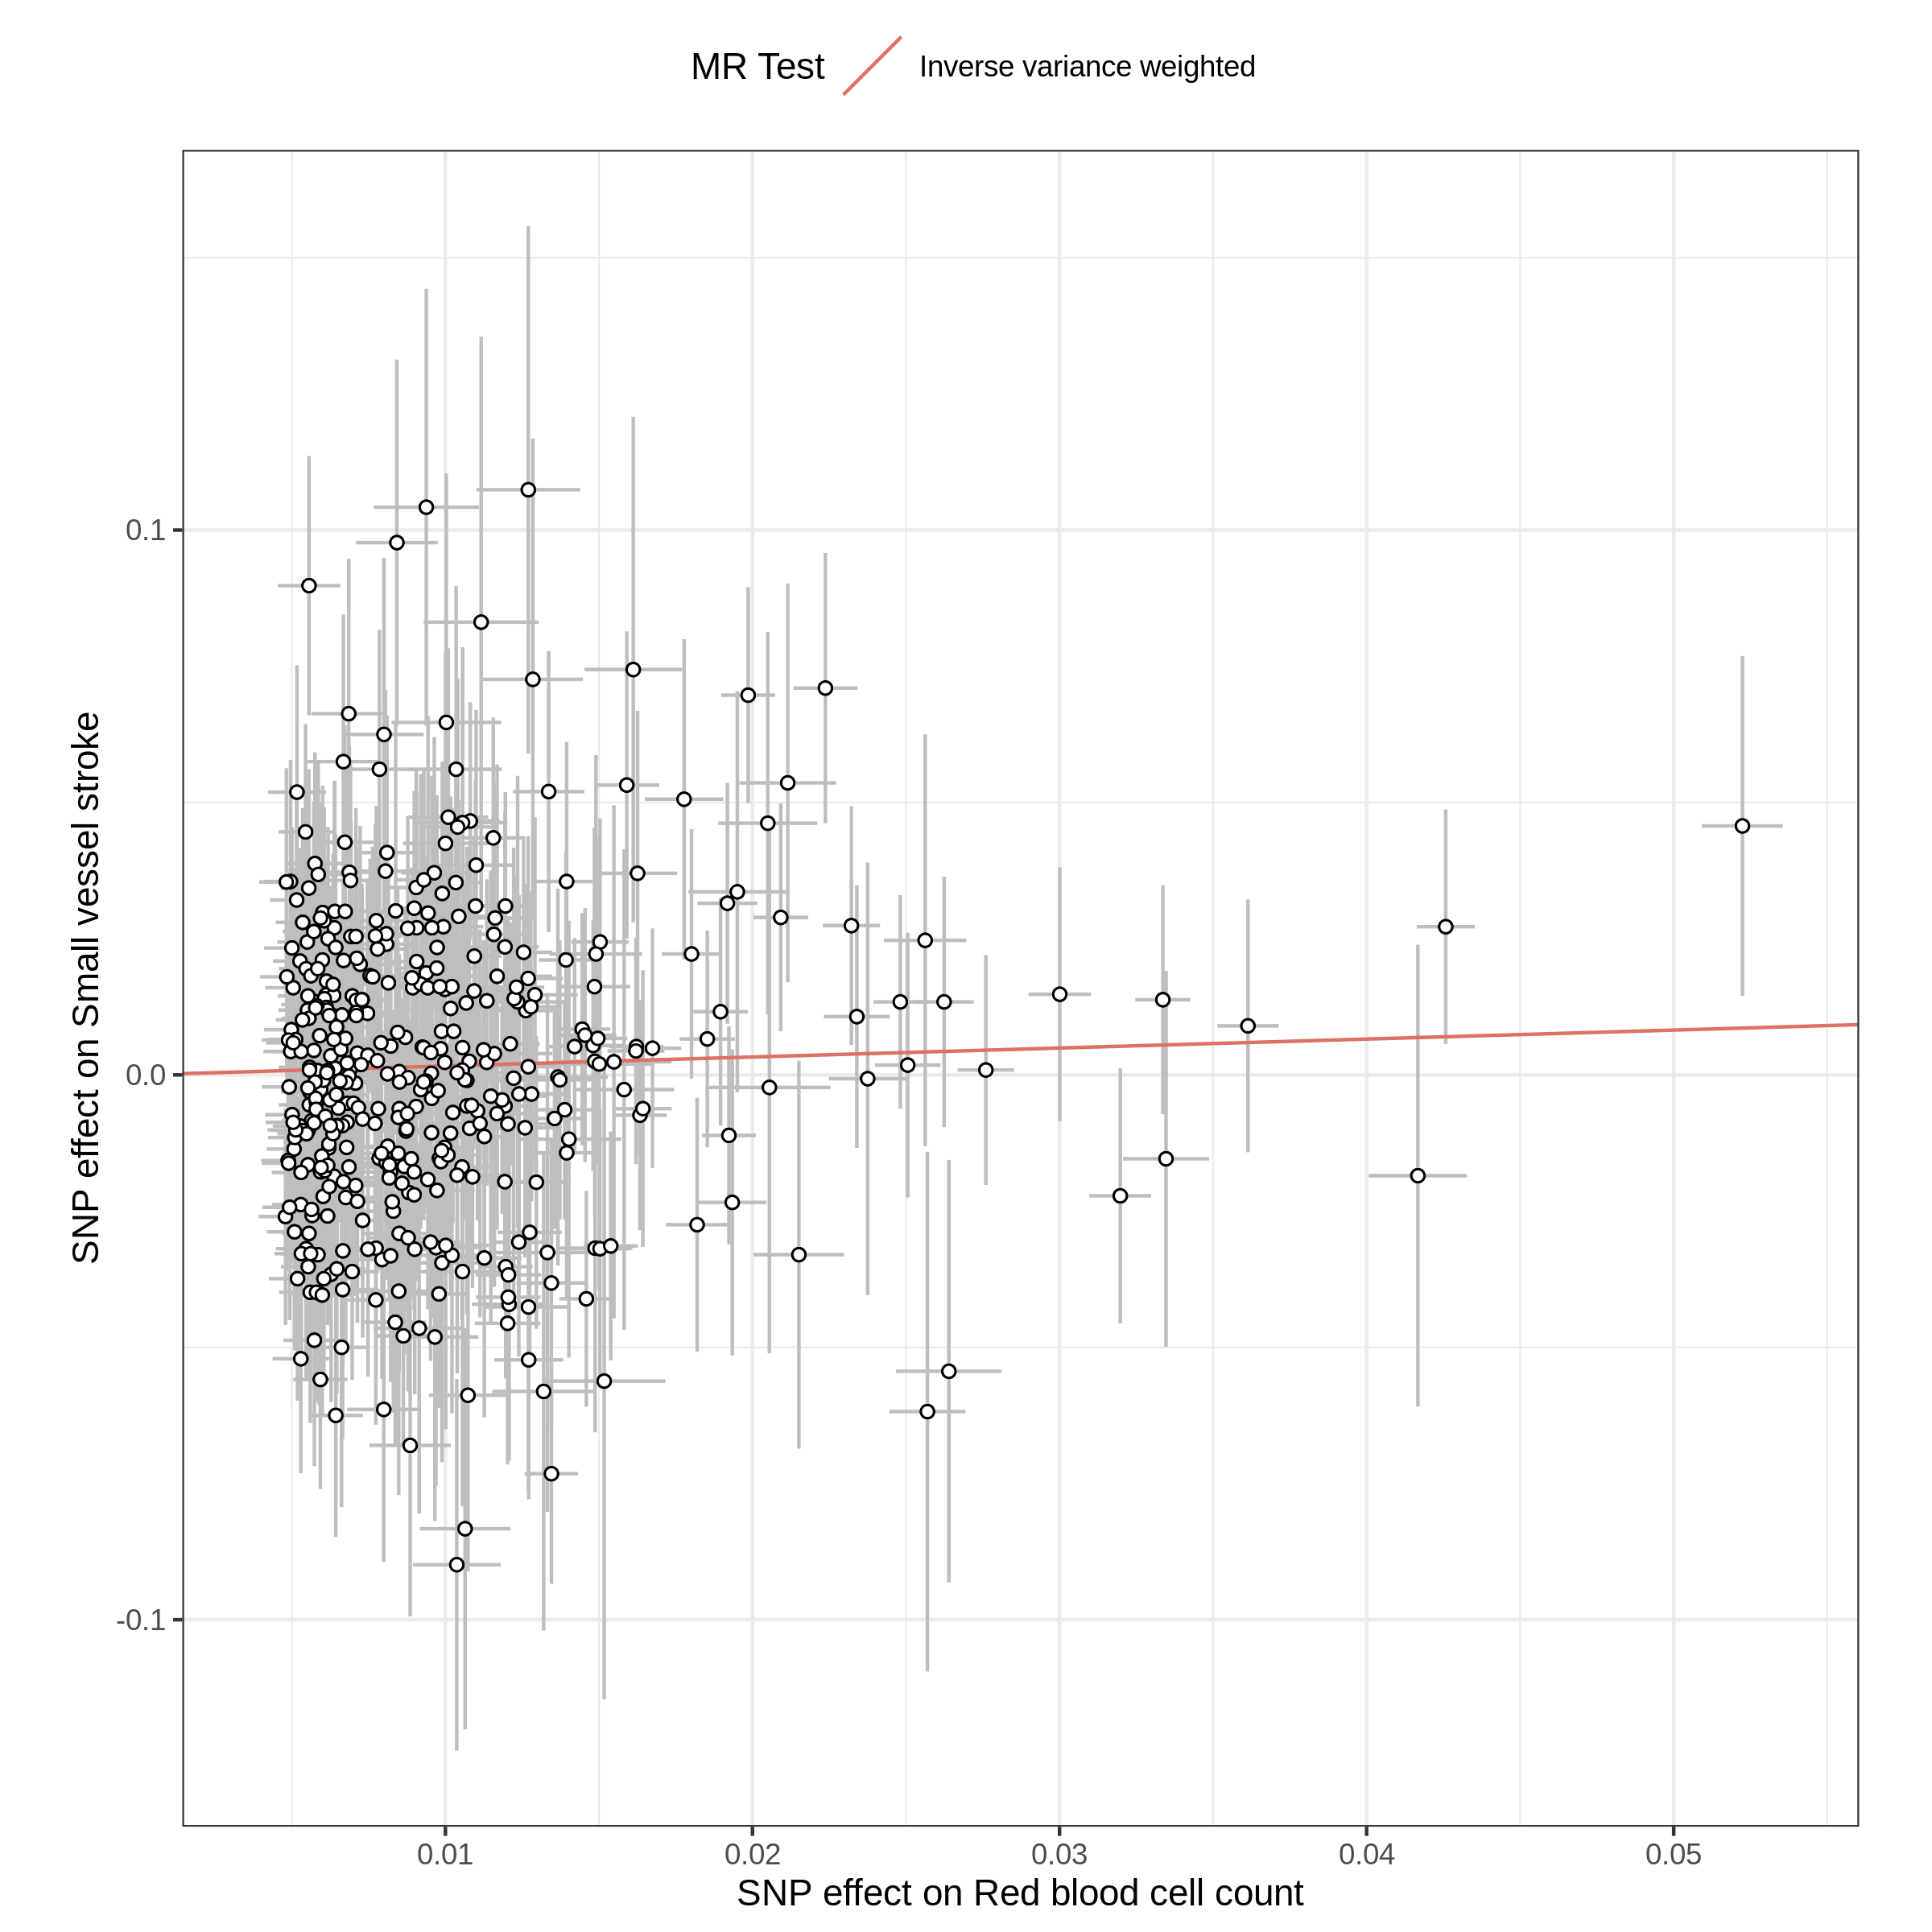 MR Test
Inverse variance weighted
SNP effect on Small vessel stroke
0.1
0.0
-0.1
0.01
0.02
0.03
0.04
0.05
SNP effect on Red blood cell count